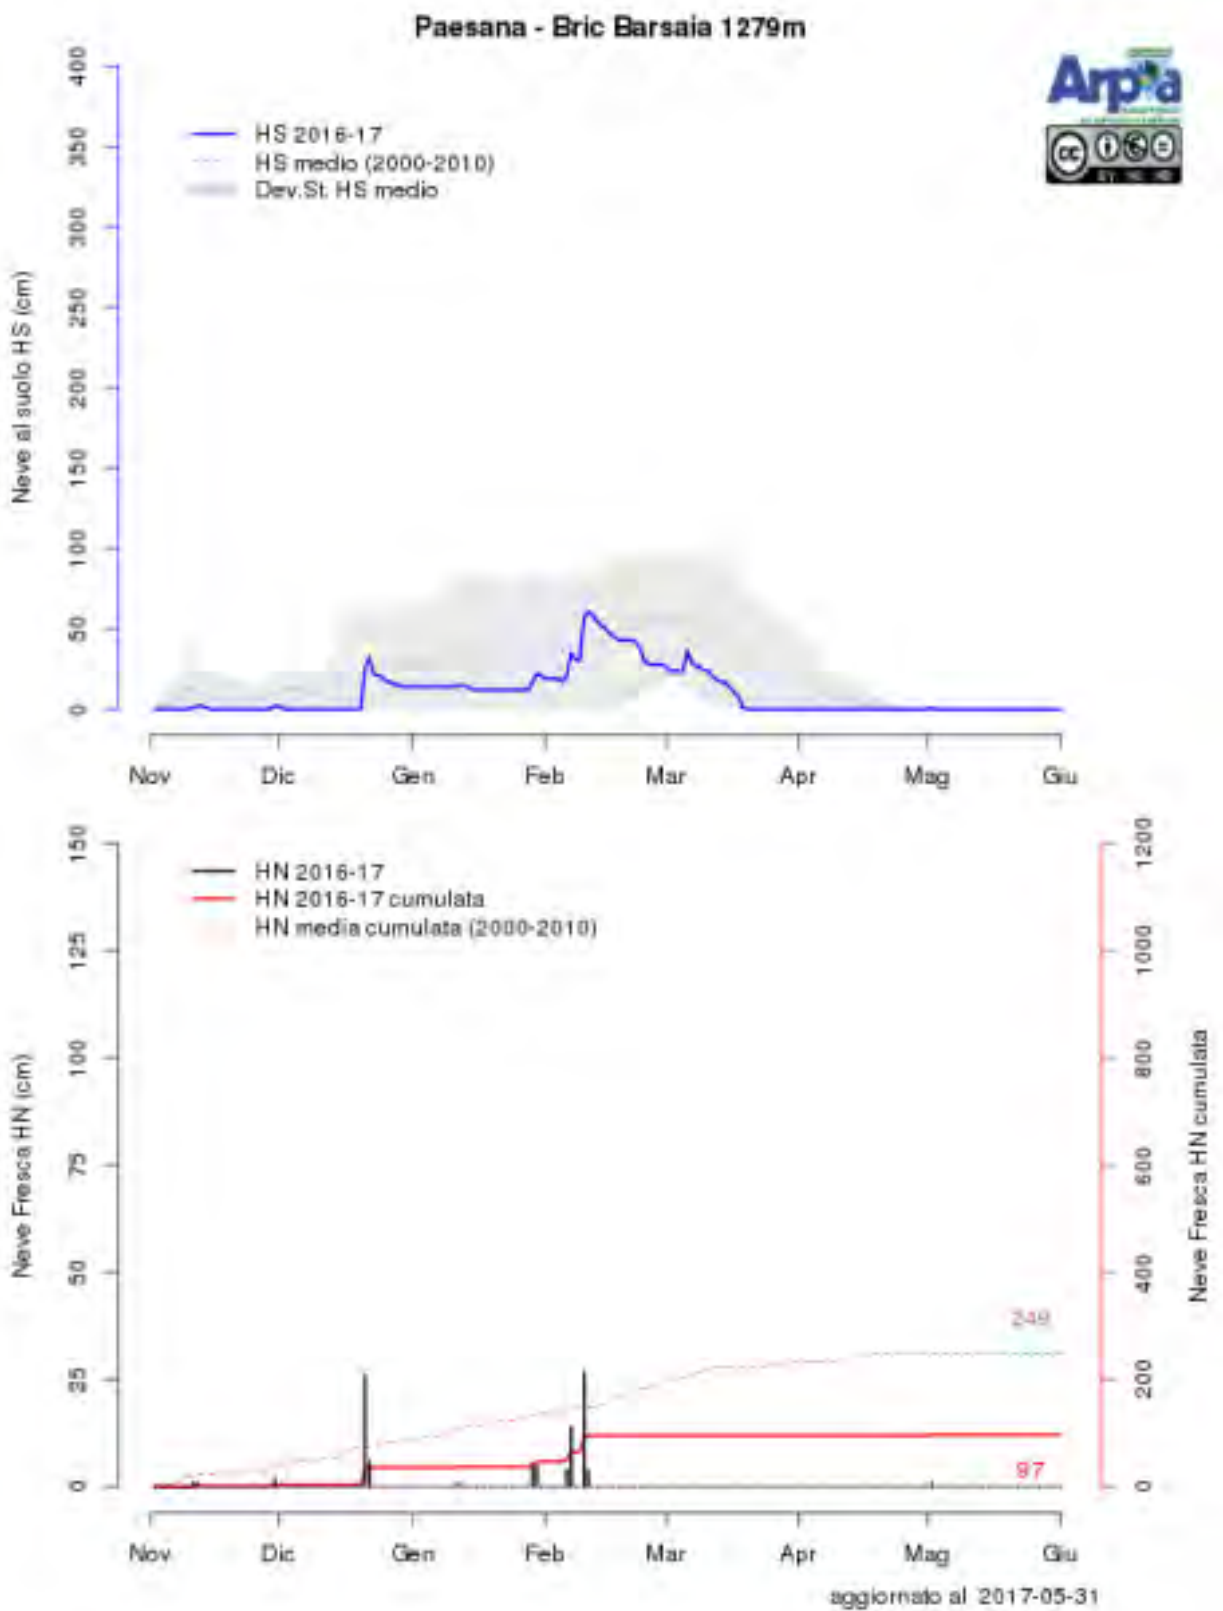 Paesana - Bric Barsaia 1279m
Arpa
cc
HS 2016-17
HS medio (2000-2010)
Dev.St. HS medio
Neve al suolo HS (cm)
400
350
300
250
200
150
100
50
0
Nov
Dic
Gen
Feb
Mar
Apr
Mag
Giu
HN 2016-17
HN 2016-17 cumulata
HN media cumulata (2000-2010)
Neve Fresca HN (cm)
150
125
100
75
50
25
0
Neve Fresca HN cumulata
1200
1000
800
600
400
200
0
249
97
Nov
Dic
Gen
Feb
Mar
Apr
Mag
Giu
aggiornato al 2017-05-31